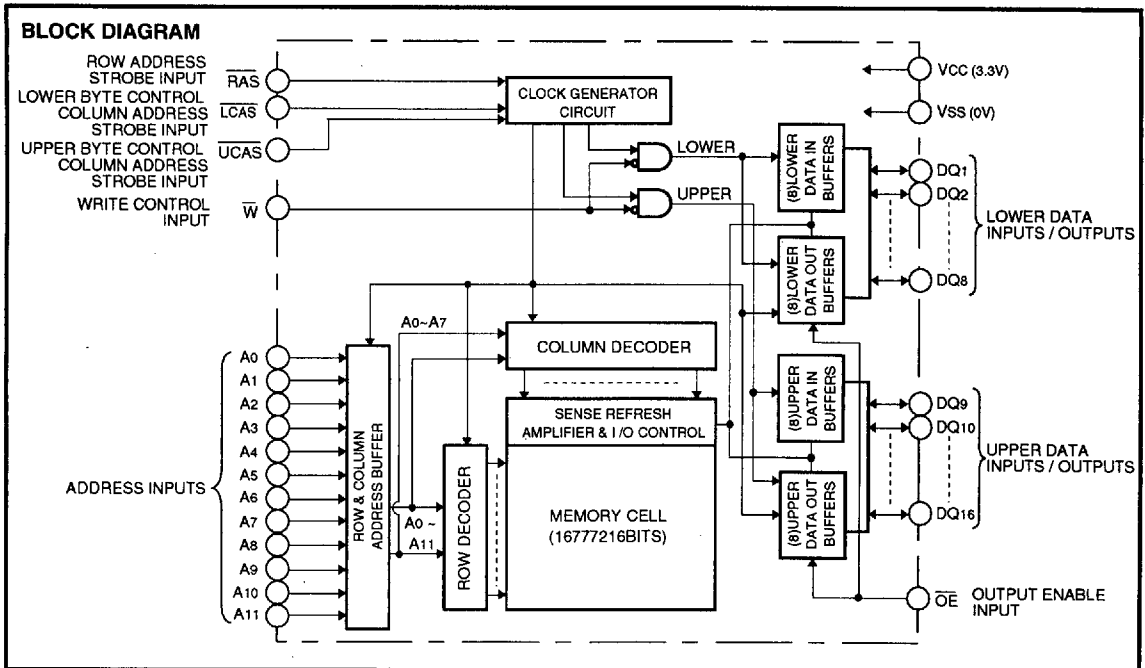 BLOCK DIAGRAM
ROW ADDRESS
STROBE INPUT
RAS
LOWER BYTE CONTROL
COLUMN ADDRESS
STROBE INPUT
LCAS
UPPER BYTE CONTROL
COLUMN ADDRESS
STROBE INPUT
UCAS
WRITE CONTROL
INPUT
W
CLOCK GENERATOR
CIRCUIT
LOWER
UPPER
(8)LOWER
DATA IN
BUFFERS
(8)LOWER
DATA OUT
BUFFERS
VCC (3.3V)
VSS (0V)
DQ1
DQ2
DQ8
LOWER DATA
INPUTS / OUTPUTS
A0~A7
COLUMN DECODER
SENSE REFRESH
AMPLIFIER & I/O CONTROL
MEMORY CELL
(16777216BITS)
ROW DECODER
A0 ~
A11
ROW & COLUMN
ADDRESS BUFFER
ADDRESS INPUTS
A0
A1
A2
A3
A4
A5
A6
A7
A8
A9
A10
A11
(8)UPPER
DATA IN
BUFFERS
(8)UPPER
DATA OUT
BUFFERS
DQ9
DQ10
DQ16
UPPER DATA
INPUTS / OUTPUTS
OE
OUTPUT ENABLE
INPUT